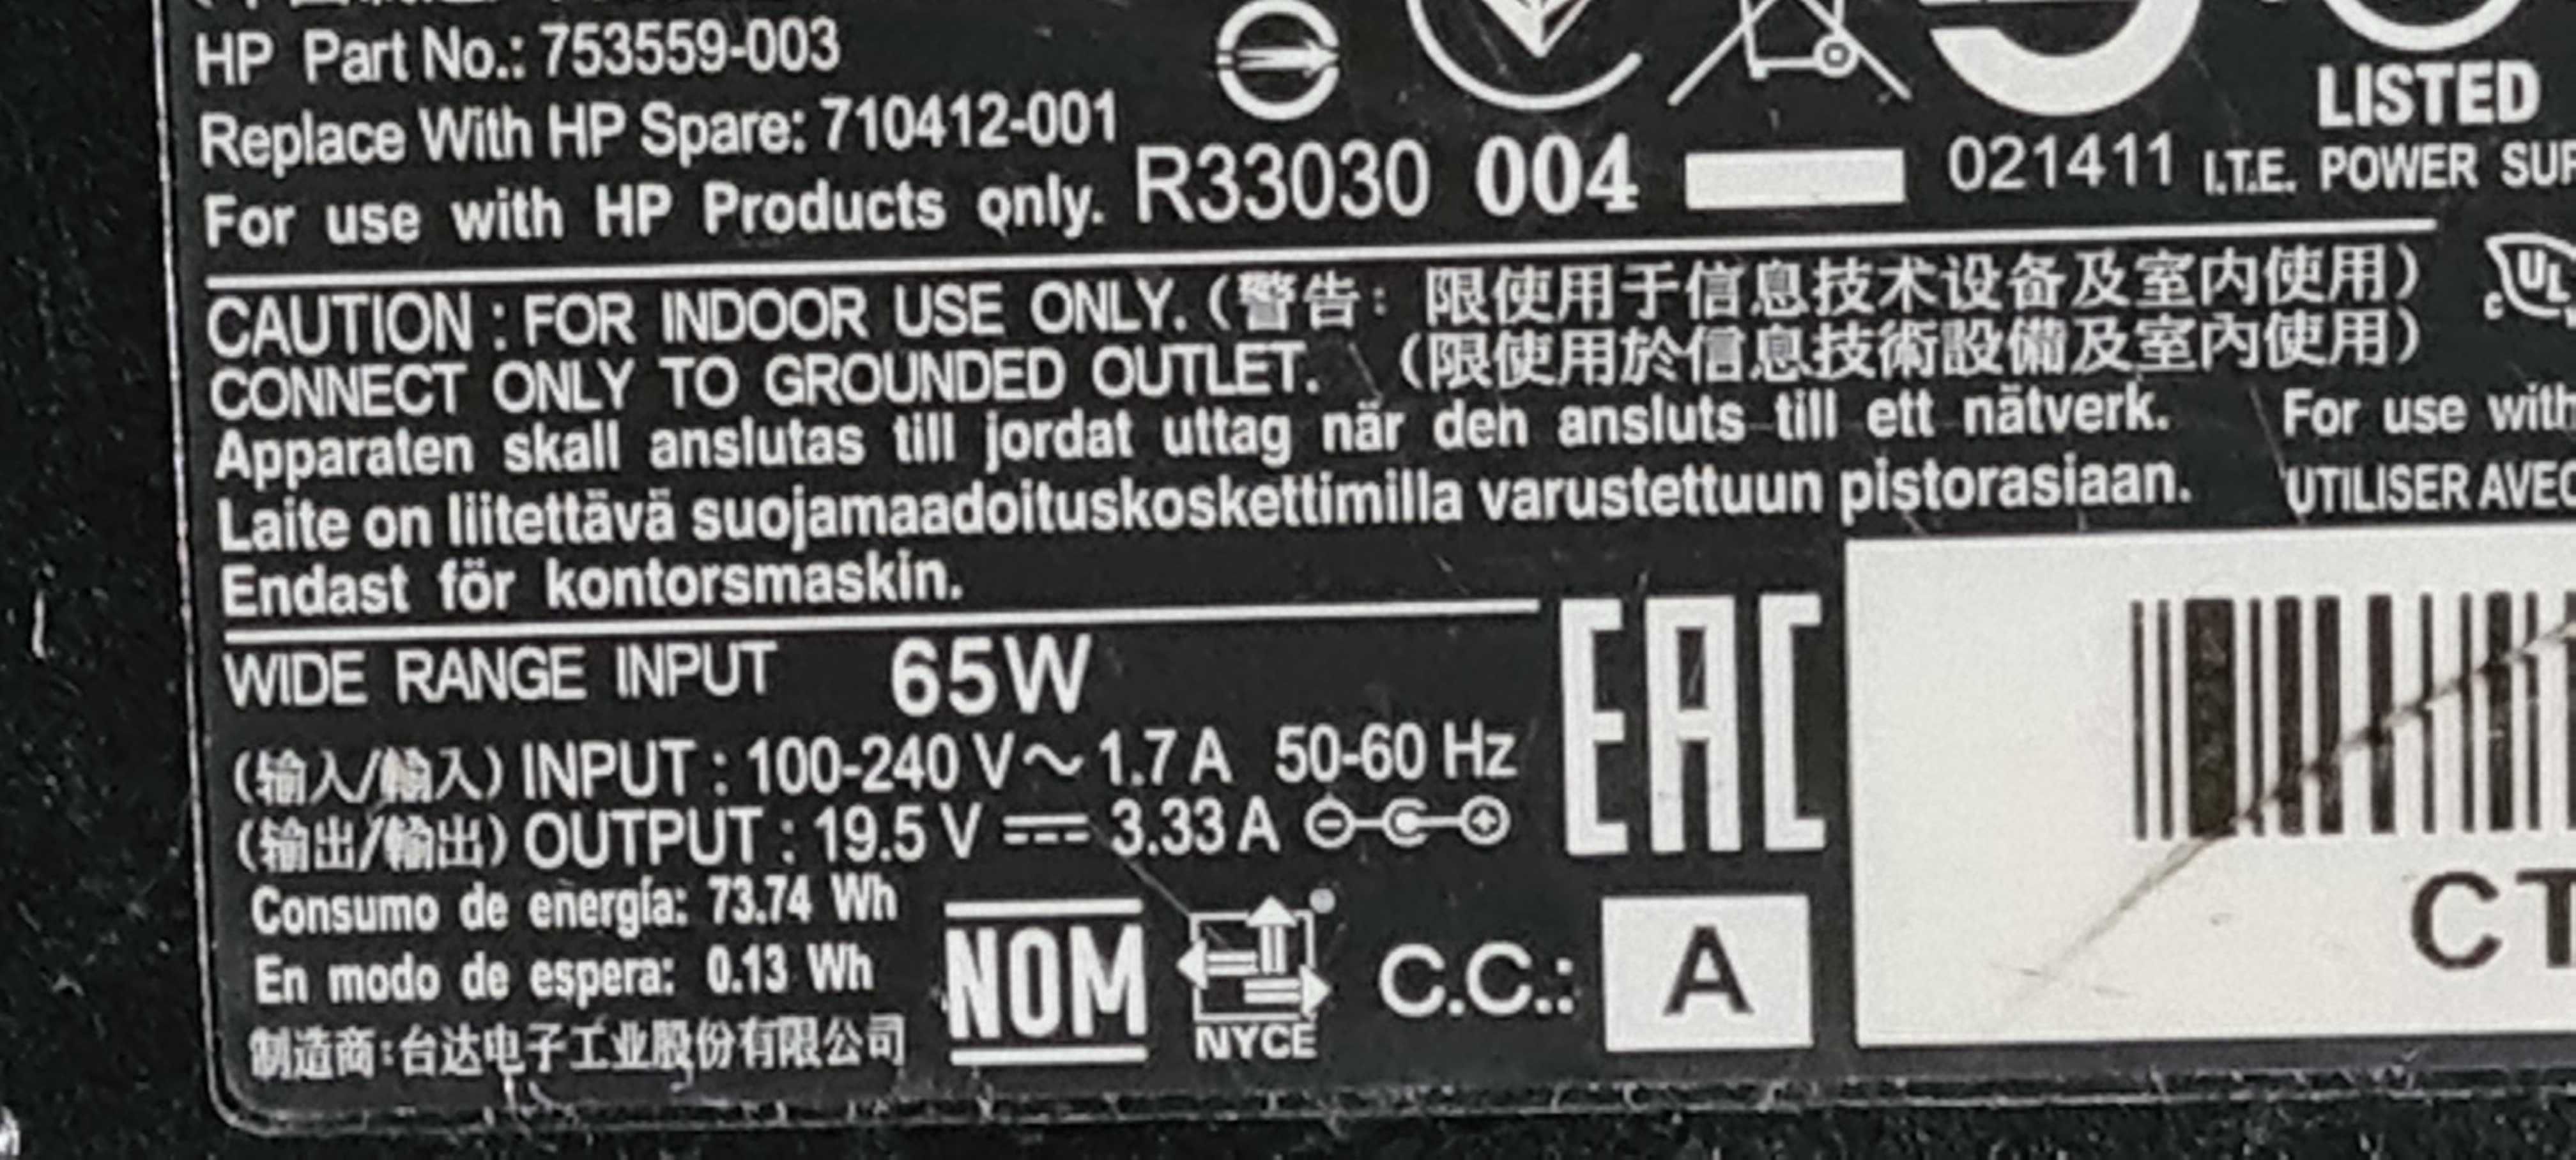 HP Part No.: 753559-003
Replace With HP Spare: 710412-001
For use with HP Products only.
R33030 004
021411
LISTED
I.T.E. POWER
CAUTION : FOR INDOOR USE ONLY. (警告: 限使用于信息技术设备及室内使用)
CONNECT ONLY TO GROUNDED OUTLET. (限使用於信息技術設備及室內使用)
c UL
Apparaten skall anslutas till jordat uttag när den ansluts till ett nätverk.
Laite on liitettävä suojamaadoituskoskettimilla varustettuun pistorasiaan.
Endast för kontorsmaskin.
For use with
UTILISER AVEC
WIDE RANGE INPUT 65W
(输入/輸入) INPUT : 100-240 V~ 1.7 A 50-60 Hz
(输出/輸出) OUTPUT : 19.5 V ⎓ 3.33 A
EAC
Consumo de energía: 73.74 Wh
En modo de espera: 0.13 Wh
制造商:台达电子工业股份有限公司
NOM
NYCE
C.C.: A
CT